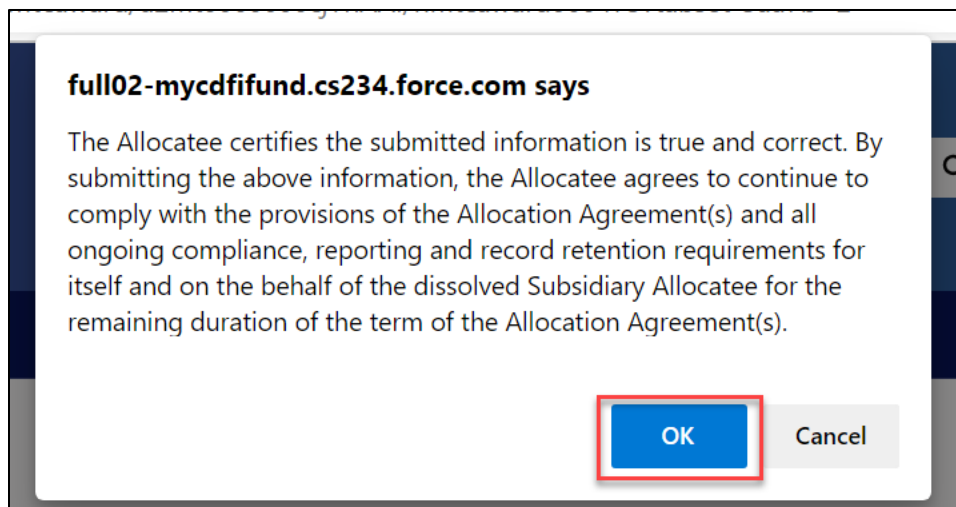 full02-mycdfifund.cs234.force.com says
The Allocatee certifies the submitted information is true and correct. By
submitting the above information, the Allocatee agrees to continue to
comply with the provisions of the Allocation Agreement(s) and all
ongoing compliance, reporting and record retention requirements for
itself and on the behalf of the dissolved Subsidiary Allocatee for the
remaining duration of the term of the Allocation Agreement(s).
OK
Cancel